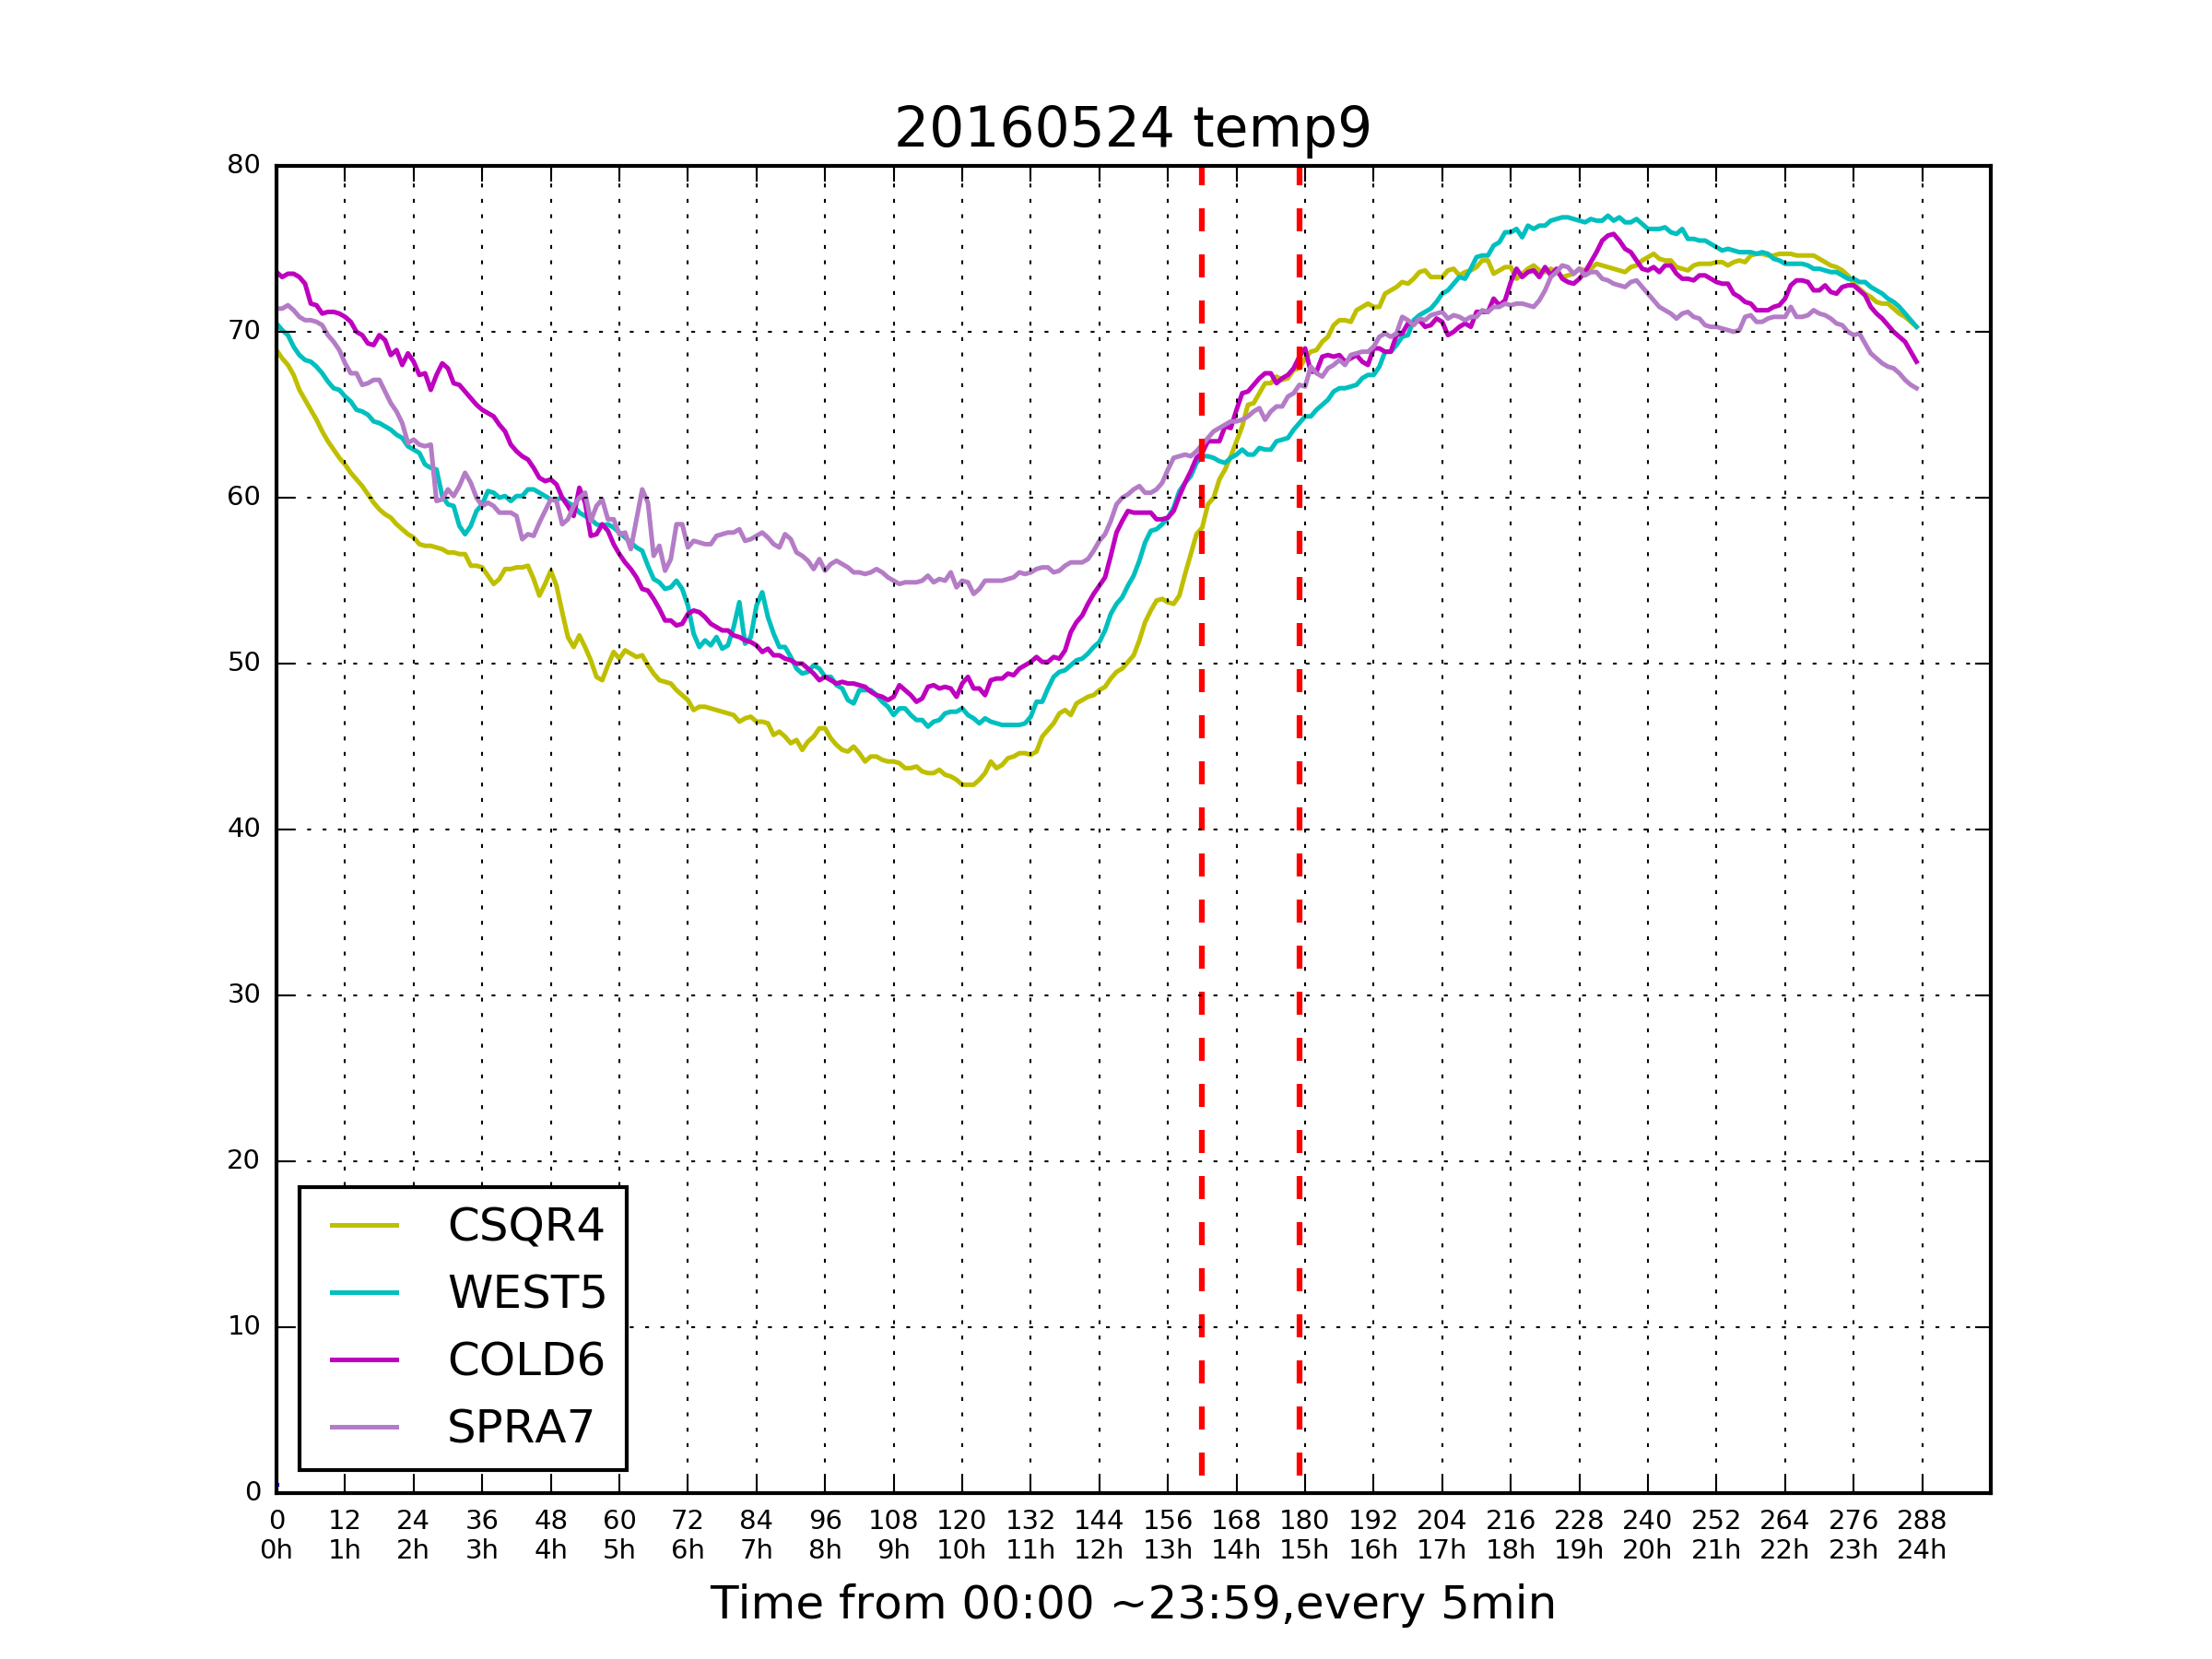 20160524 temp9
80
70
60
50
40
30
20
10
0
CSQR4
WEST5
COLD6
SPRA7
0 12 24 36 48 60 72 84 96 108 120 132 144 156 168 180 192 204 216 228 240 252 264 276 288
0h 1h 2h 3h 4h 5h 6h 7h 8h 9h 10h 11h 12h 13h 14h 15h 16h 17h 18h 19h 20h 21h 22h 23h 24h
Time from 00:00 ~23:59,every 5min